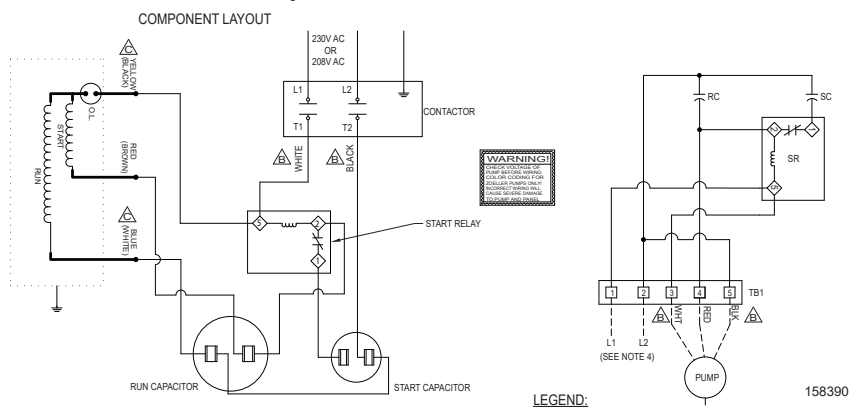 COMPONENT LAYOUT
230V AC
OR
208V AC
L1 L2
CONTACTOR
T1 T2
C
YELLOW
(BLACK)
O.L.
START
RUN
RED
(BROWN)
C
BLUE
(WHITE)
B
WHITE
B
BLACK
5
2
1
START RELAY
RUN CAPACITOR
START CAPACITOR
WARNING!
CHECK VOLTAGE OF
PUMP BEFORE WIRING.
COLOR CODING FOR
ZOELLER PUMPS ONLY!
INCORRECT WIRING WILL
CAUSE SEVERE DAMAGE
TO PUMP AND PANEL
RC
SC
2
1
SR
5
1 2 3 4 5
TB1
B
WHT
RED
BLK
B
L1 L2
(SEE NOTE 4)
PUMP
LEGEND:
158390